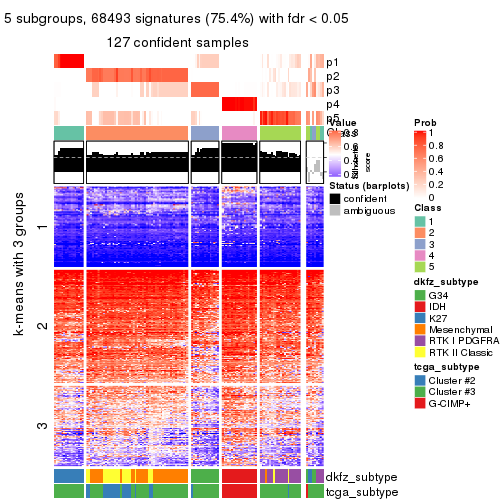 5 subgroups, 68493 signatures (75.4%) with fdr < 0.05
127 confident samples
p1
p2
p3
p4
p5
k-means with 3 groups
1
2
3
Value
score
Status (barplots)
confident
ambiguous
Prob
1
0.8
0.6
0.4
0.2
0
Class
1
2
3
4
5
dkfz_subtype
G34
IDH
K27
Mesenchymal
RTK I PDGFRA
RTK II Classic
tcga_subtype
Cluster #2
Cluster #3
G-CIMP+
dkfz_subtype
tcga_subtype